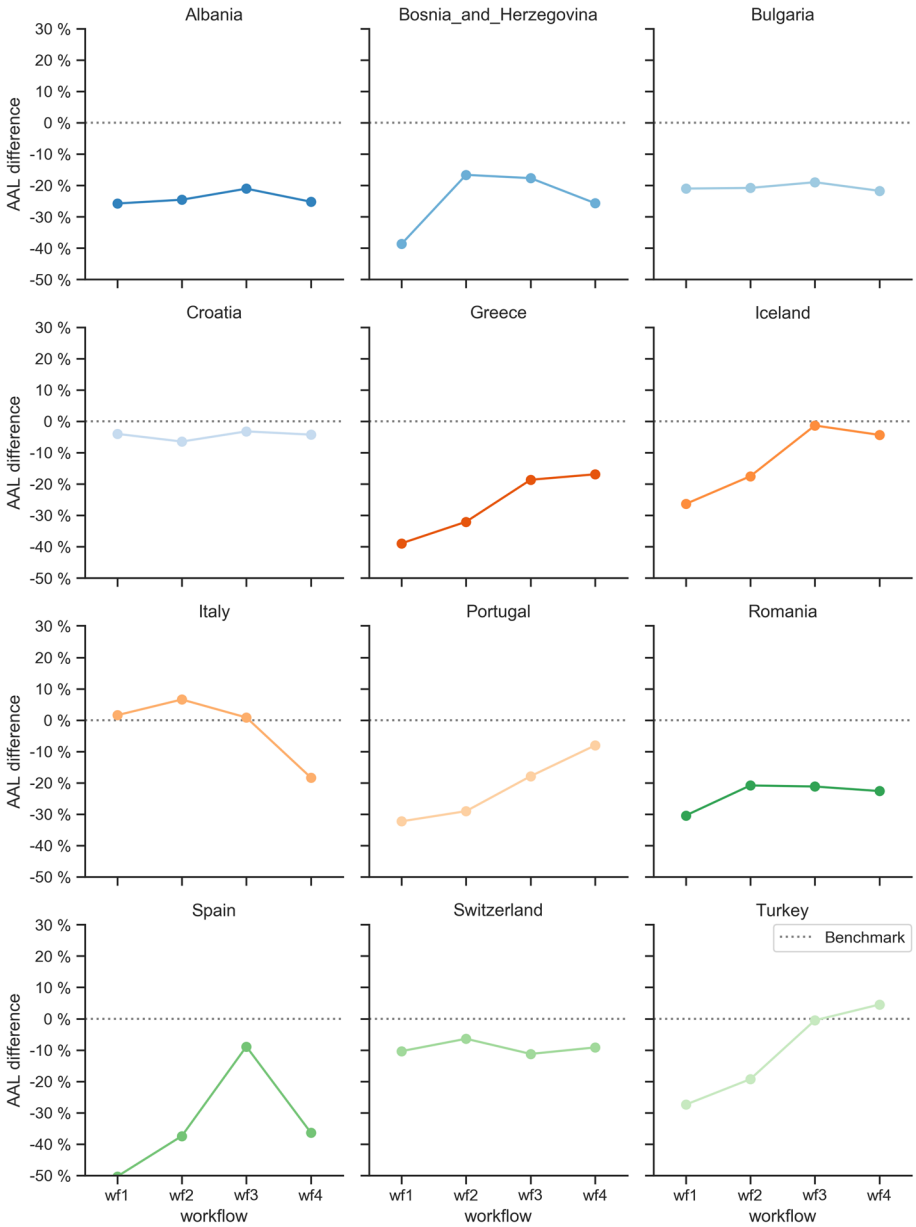 Albania
Bosnia_and_Herzegovina
Bulgaria
30 %
20 %
10 %
0 %
-10 %
-20 %
-30 %
-40 %
-50 %
AAL difference
Croatia
Greece
Iceland
30 %
20 %
10 %
0 %
-10 %
-20 %
-30 %
-40 %
-50 %
AAL difference
Italy
Portugal
Romania
30 %
20 %
10 %
0 %
-10 %
-20 %
-30 %
-40 %
-50 %
AAL difference
Spain
Switzerland
Turkey
30 %
20 %
10 %
0 %
-10 %
-20 %
-30 %
-40 %
-50 %
AAL difference
Benchmark
wf1 wf2 wf3 wf4
wf1 wf2 wf3 wf4
wf1 wf2 wf3 wf4
workflow
workflow
workflow